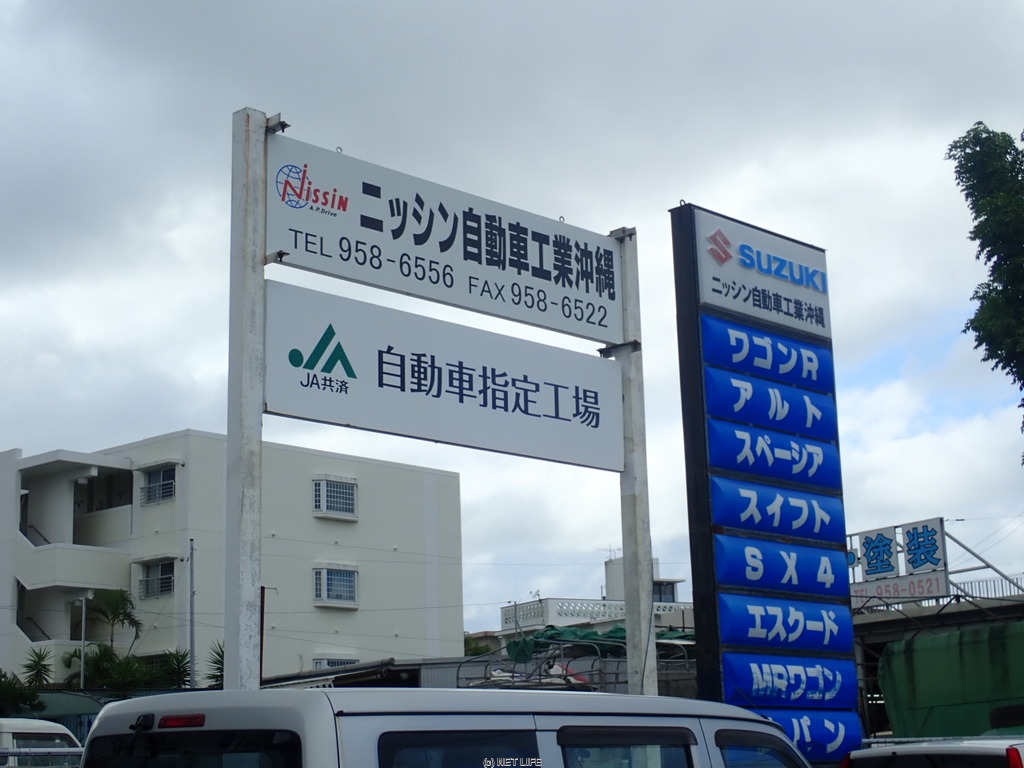 NISSIN
A.P.Drive
ニッシン自動車工業沖縄
TEL 958-6556 FAX 958-6522
JA共済
自動車指定工場
SUZUKI
ニッシン自動車工業沖縄
ワゴンR
アルト
スペーシア
スイフト
SX4
エスクード
MRワゴン
パン
塗装
TEL 958-0521
(c) NET LIFE